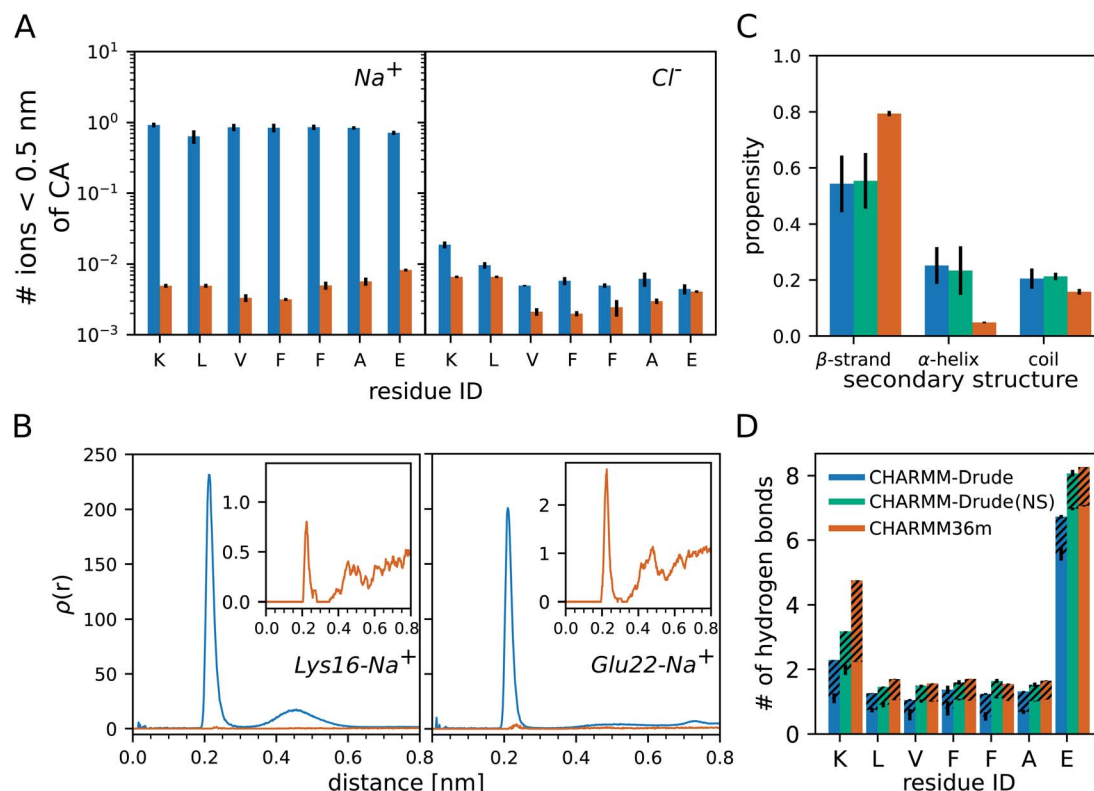 A
# ions < 0.5 nm
of CA
10¹
10⁰
10⁻¹
10⁻²
10⁻³
Na⁺
Cl⁻
K L V F F A E
K L V F F A E
residue ID
B
ρ(r)
250
200
150
100
50
0
1.0
0.5
0.0
0.0 0.2 0.4 0.6 0.8
Lys16-Na⁺
0.0 0.2 0.4 0.6 0.8
2
1
0
0.0 0.2 0.4 0.6 0.8
Glu22-Na⁺
0.2 0.4 0.6 0.8
distance [nm]
C
propensity
1.0
0.8
0.6
0.4
0.2
0.0
β-strand α-helix coil
secondary structure
D
# of hydrogen bonds
8
6
4
2
0
CHARMM-Drude
CHARMM-Drude(NS)
CHARMM36m
K L V F F A E
residue ID